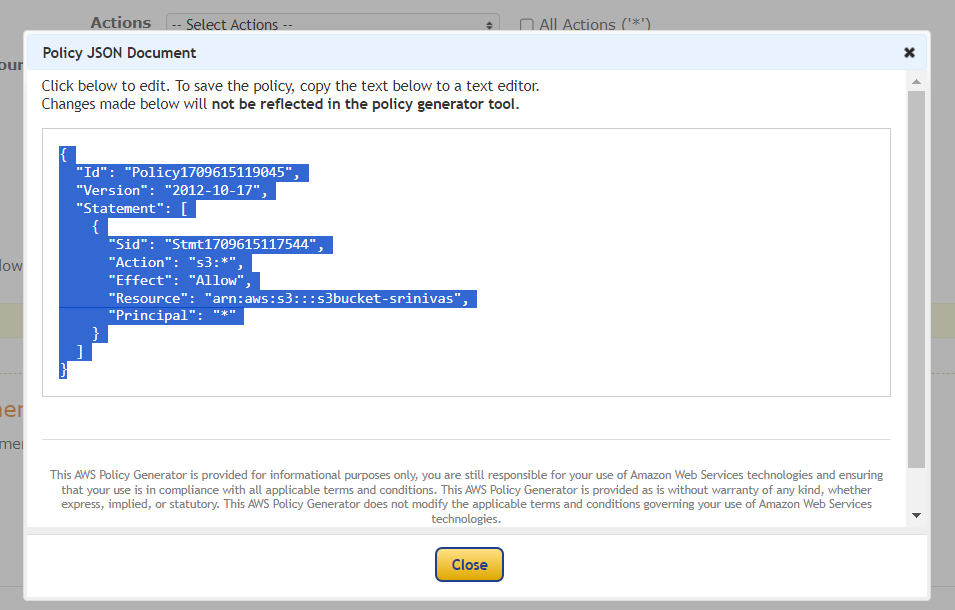 Actions -- Select Actions -- All Actions ('*')
Policy JSON Document
Click below to edit. To save the policy, copy the text below to a text editor.
Changes made below will not be reflected in the policy generator tool.
{
  "Id": "Policy1709615119045",
  "Version": "2012-10-17",
  "Statement": [
    {
      "Sid": "Stmt1709615117544",
      "Action": "s3:*",
      "Effect": "Allow",
      "Resource": "arn:aws:s3:::s3bucket-srinivas",
      "Principal": "*"
    }
  ]
}
This AWS Policy Generator is provided for informational purposes only, you are still responsible for your use of Amazon Web Services technologies and ensuring
that your use is in compliance with all applicable terms and conditions. This AWS Policy Generator is provided as is without warranty of any kind, whether
express, implied, or statutory. This AWS Policy Generator does not modify the applicable terms and conditions governing your use of Amazon Web Services
technologies.
Close